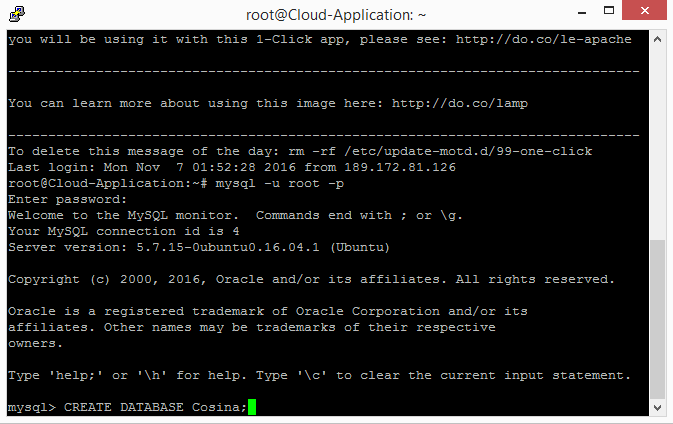 root@Cloud-Application: ~
you will be using it with this 1-Click app, please see: http://do.co/le-apache
--------------------------------------------------------------------------------
You can learn more about using this image here: http://do.co/lamp
--------------------------------------------------------------------------------
To delete this message of the day: rm -rf /etc/update-motd.d/99-one-click
Last login: Mon Nov  7 01:52:28 2016 from 189.172.81.126
root@Cloud-Application:~# mysql -u root -p
Enter password:
Welcome to the MySQL monitor.  Commands end with ; or \g.
Your MySQL connection id is 4
Server version: 5.7.15-0ubuntu0.16.04.1 (Ubuntu)
Copyright (c) 2000, 2016, Oracle and/or its affiliates. All rights reserved.
Oracle is a registered trademark of Oracle Corporation and/or its
affiliates. Other names may be trademarks of their respective
owners.
Type 'help;' or '\h' for help. Type '\c' to clear the current input statement.
mysql> CREATE DATABASE Cosina;